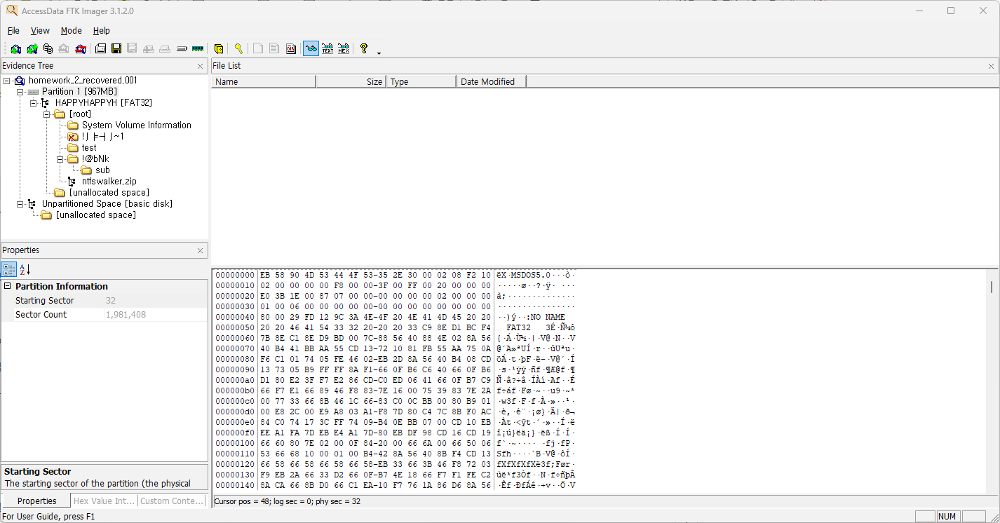 AccessData FTK Imager 3.1.2.0
File View Mode Help
Evidence Tree
File List
Name Size Type Date Modified
homework_2_recovered.001
Partition 1 [967MB]
HAPPYHAPPYH [FAT32]
[root]
System Volume Information
test
!@bNk
sub
ntfswalker.zip
[unallocated space]
Unpartitioned Space [basic disk]
[unallocated space]
Properties
Partition Information
Starting Sector 32
Sector Count 1,981,408
Starting Sector
The starting sector of the partition (the physical
Properties Hex Value Int... Custom Conte...
00000000 EB 58 90 4D 53 44 4F 53-35 2E 30 00 02 08 F2 10 ëX·MSDOS5.0···ò·
00000010 02 00 00 00 00 F8 00 00-3F 00 FF 00 20 00 00 00 ·····ø··?·ÿ· ···
00000020 E0 3B 1E 00 87 07 00 00-00 00 00 00 02 00 00 00 à;··············
00000030 01 00 06 00 00 00 00 00-00 00 00 00 00 00 00 00 ················
00000040 80 00 29 FD 12 9C 3A 4E-4F 20 4E 41 4D 45 20 20 ··)ý··:NO NAME
00000050 20 20 46 41 54 33 32 20-20 20 33 C9 8E D1 BC F4 FAT32 3É·Ñ¼ô
00000060 7B 8E C1 8E D9 BD 00 7C-88 56 40 88 4E 02 8A 56 {·Á·Ù½·|·V@·N··V
00000070 40 B4 41 BB AA 55 CD 13-72 10 81 FB 55 AA 75 0A @´A»ªUÍ·r··ûUªu·
00000080 F6 C1 01 74 05 FE 46 02-EB 2D 8A 56 40 B4 08 CD öÁ·t·þF·ë-·V@´·Í
00000090 13 73 05 B9 FF FF 8A F1-66 0F B6 C6 40 66 0F B6 ·s·¹ÿÿ·ñf·¶Æ@f·¶
000000a0 D1 80 E2 3F F7 E2 86 CD-C0 ED 06 41 66 0F B7 C9 Ñ·â?÷â·ÍÀí·Af··É
000000b0 66 F7 E1 66 89 46 F8 83-7E 16 00 75 39 83 7E 2A f÷áf·Fø·~··u9·~*
000000c0 00 77 33 66 8B 46 1C 66-83 C0 0C BB 00 80 B9 01 ·w3f·F·f·À·»··¹·
000000d0 00 E8 2C 00 E9 A8 03 A1-F8 7D 80 C4 7C 8B F0 AC ·è,·é¨·¡ø}·Ä|·ð¬
000000e0 84 C0 74 17 3C FF 74 09-B4 0E BB 07 00 CD 10 EB ·Àt·<ÿt·´·»··Í·ë
000000f0 EE A1 FA 7D EB E4 A1 7D-80 EB DF 98 CD 16 CD 19 î¡ú}ëä¡}·ëß·Í·Í·
00000100 66 60 80 7E 02 00 0F 84-20 00 66 6A 00 66 50 06 f`·~···· ·fj·fP·
00000110 53 66 68 10 00 01 00 B4-42 8A 56 40 8B F4 CD 13 Sfh····´B·V@·ôÍ·
00000120 66 58 66 58 66 58 66 58-EB 33 66 3B 46 F8 72 03 fXfXfXfXë3f;Før·
00000130 F9 EB 2A 66 33 D2 66 0F-B7 4E 18 66 F7 F1 FE C2 ùë*f3Òf··N·f÷ñþÂ
00000140 8A CA 66 8B D0 66 C1 EA-10 F7 76 1A 86 D6 8A 56 ·Êf·ÐfÁê·÷v··Ö·V
Cursor pos = 48; log sec = 0; phy sec = 32
For User Guide, press F1
NUM